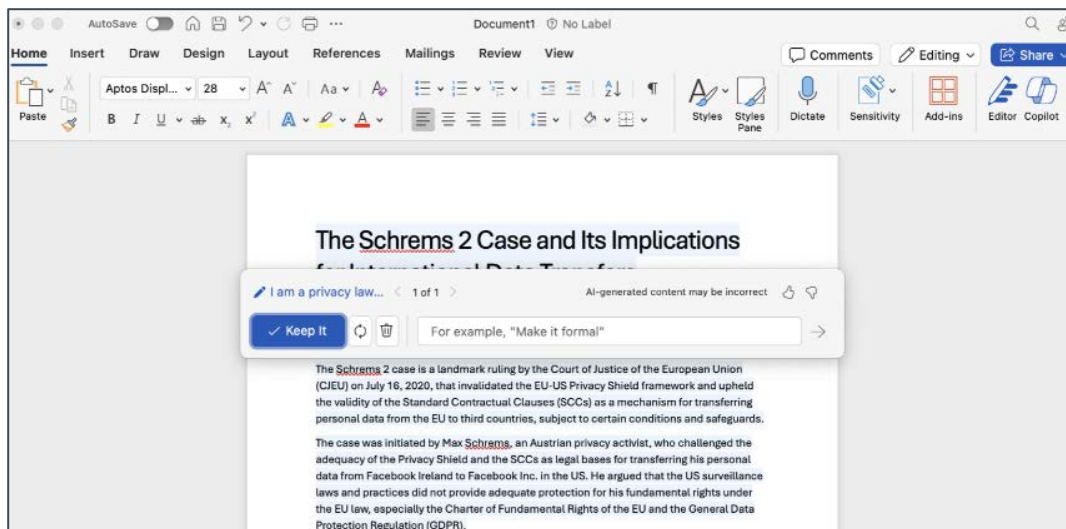 AutoSave
Document1 No Label
Home Insert Draw Design Layout References Mailings Review View Comments Editing Share
Aptos Displ... 28 Aa
Paste B I U ab x₂ x² A A Styles Styles Pane Dictate Sensitivity Add-ins Editor Copilot
The Schrems 2 Case and Its Implications
for International Data Transfers
I am a privacy law... 1 of 1 AI-generated content may be incorrect
Keep It For example, "Make it formal"
The Schrems 2 case is a landmark ruling by the Court of Justice of the European Union
(CJEU) on July 16, 2020, that invalidated the EU-US Privacy Shield framework and upheld
the validity of the Standard Contractual Clauses (SCCs) as a mechanism for transferring
personal data from the EU to third countries, subject to certain conditions and safeguards.
The case was initiated by Max Schrems, an Austrian privacy activist, who challenged the
adequacy of the Privacy Shield and the SCCs as legal bases for transferring his personal
data from Facebook Ireland to Facebook Inc. in the US. He argued that the US surveillance
laws and practices did not provide adequate protection for his fundamental rights under
the EU law, especially the Charter of Fundamental Rights of the EU and the General Data
Protection Regulation (GDPR).